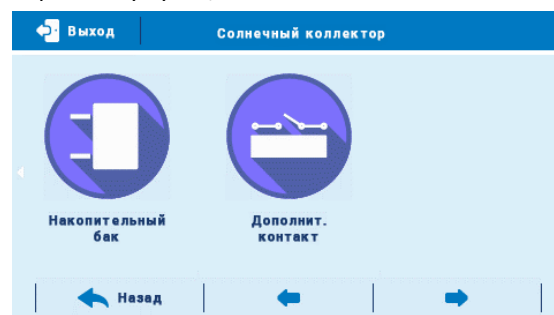 Выход
Солнечный коллектор
Накопительный
бак
Дополнит.
контакт
Назад